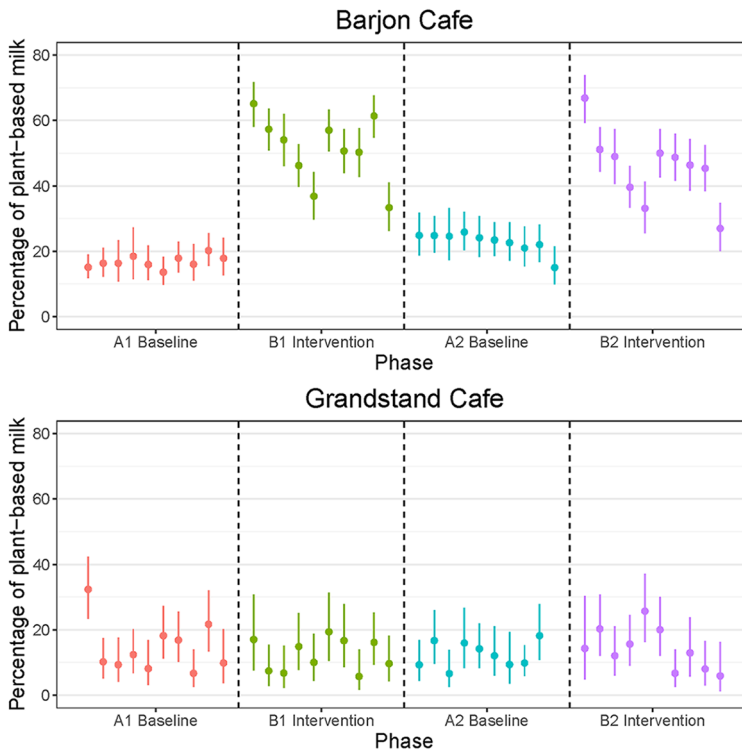 Barjon Cafe
Percentage of plant−based milk
80
60
40
20
0
A1 Baseline B1 Intervention A2 Baseline B2 Intervention
Phase
Grandstand Cafe
Percentage of plant−based milk
80
60
40
20
0
A1 Baseline B1 Intervention A2 Baseline B2 Intervention
Phase